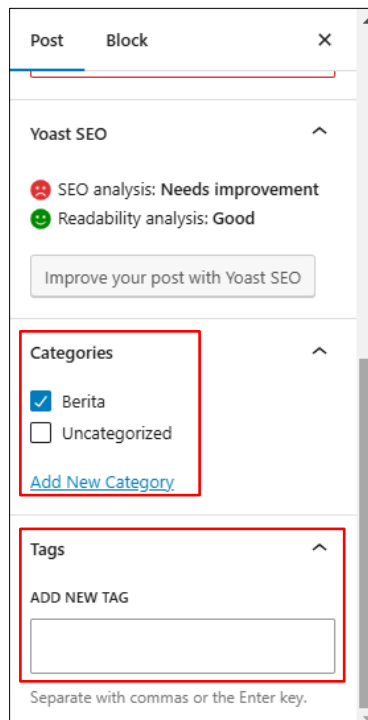 Post Block
Yoast SEO
SEO analysis: Needs improvement
Readability analysis: Good
Improve your post with Yoast SEO
Categories
Berita
Uncategorized
Add New Category
Tags
ADD NEW TAG
Separate with commas or the Enter key.